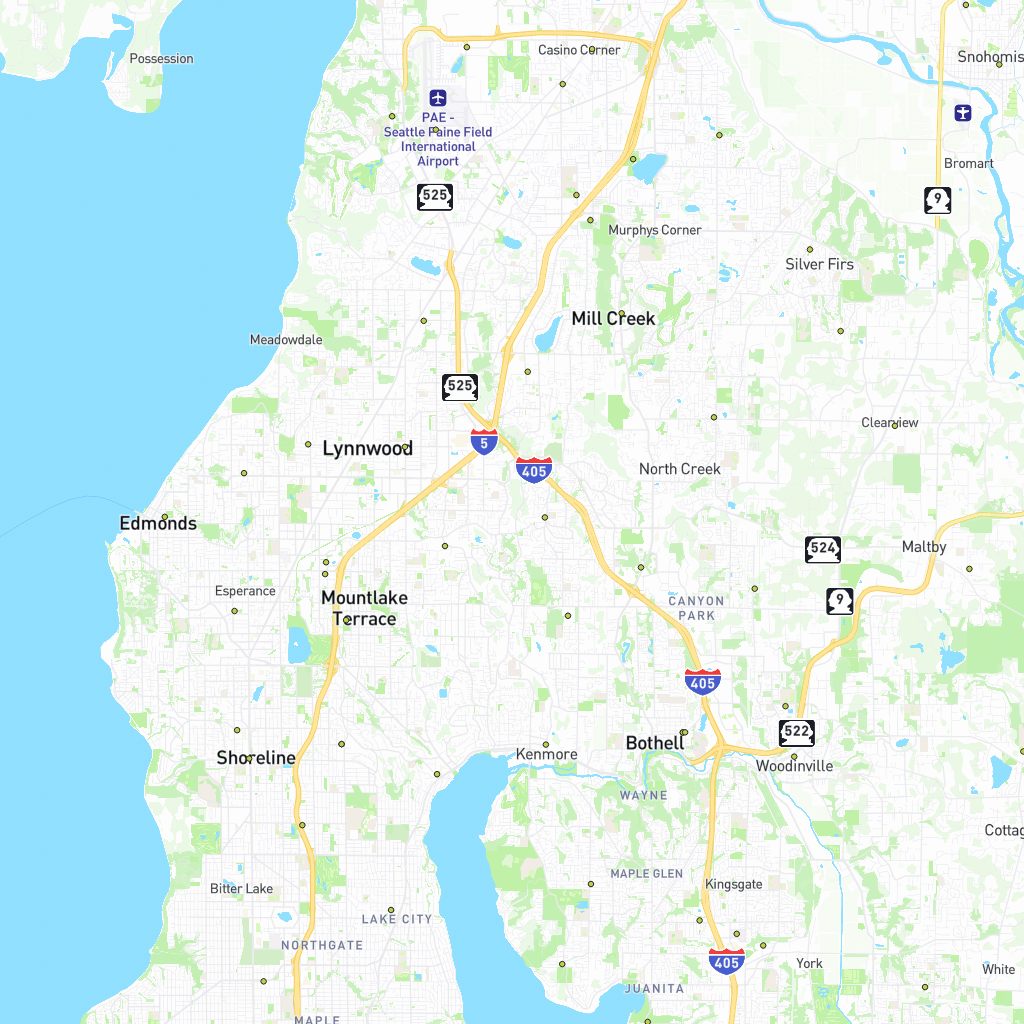 Possession
Casino Corner
Snohomis
PAE -
Seattle Paine Field
International
Airport
Bromart
525
9
Murphys Corner
Silver Firs
Mill Creek
Meadowdale
525
Clearview
5
Lynnwood
405
North Creek
Edmonds
524
Maltby
Esperance
Mountlake
Terrace
CANYON
PARK
9
405
522
Bothell
Kenmore
Shoreline
Woodinville
WAYNE
Cottag
MAPLE GLEN
Kingsgate
Bitter Lake
LAKE CITY
NORTHGATE
405
York
White
JUANITA
MAPLE